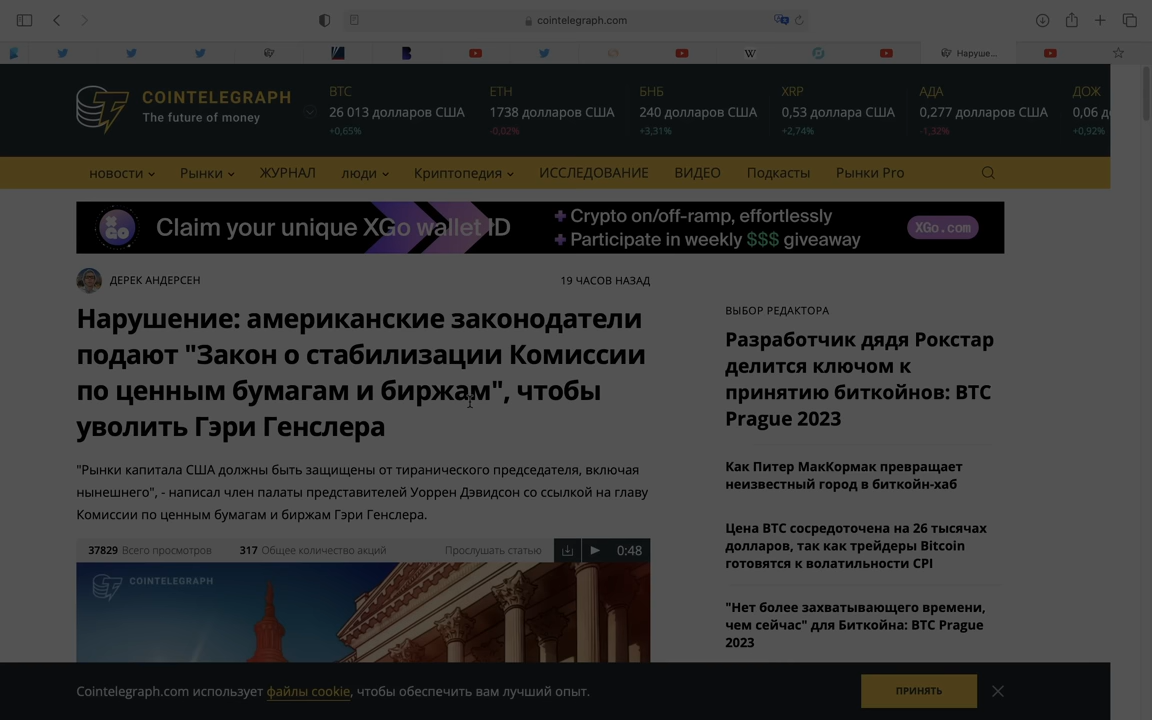 cointelegraph.com
Наруше...
COINTELEGRAPH
The future of money
BTC
26 013 долларов США
+0,65%
ETH
1738 долларов США
-0,02%
БНБ
240 долларов США
+3,31%
XRP
0,53 доллара США
+2,74%
АДА
0,277 долларов США
-1,32%
ДОЖ
0,06 д
+0,92%
новости
Рынки
ЖУРНАЛ
люди
Криптопедия
ИССЛЕДОВАНИЕ
ВИДЕО
Подкасты
Рынки Pro
XGO
Claim your unique XGo wallet ID
+ Crypto on/off-ramp, effortlessly
+ Participate in weekly $$$ giveaway
XGo.com
ДЕРЕК АНДЕРСЕН
19 ЧАСОВ НАЗАД
Нарушение: американские законодатели
подают "Закон о стабилизации Комиссии
по ценным бумагам и биржам", чтобы
уволить Гэри Генслера
"Рынки капитала США должны быть защищены от тиранического председателя, включая
нынешнего", - написал член палаты представителей Уоррен Дэвидсон со ссылкой на главу
Комиссии по ценным бумагам и биржам Гэри Генслера.
37829 Всего просмотров
317 Общее количество акций
Прослушать статью
0:48
COINTELEGRAPH
ВЫБОР РЕДАКТОРА
Разработчик дядя Рокстар
делится ключом к
принятию биткойнов: BTC
Prague 2023
Как Питер МакКормак превращает
неизвестный город в биткойн-хаб
Цена BTC сосредоточена на 26 тысячах
долларов, так как трейдеры Bitcoin
готовятся к волатильности CPI
"Нет более захватывающего времени,
чем сейчас" для Биткойна: BTC Prague
2023
Cointelegraph.com использует файлы cookie, чтобы обеспечить вам лучший опыт.
ПРИНЯТЬ